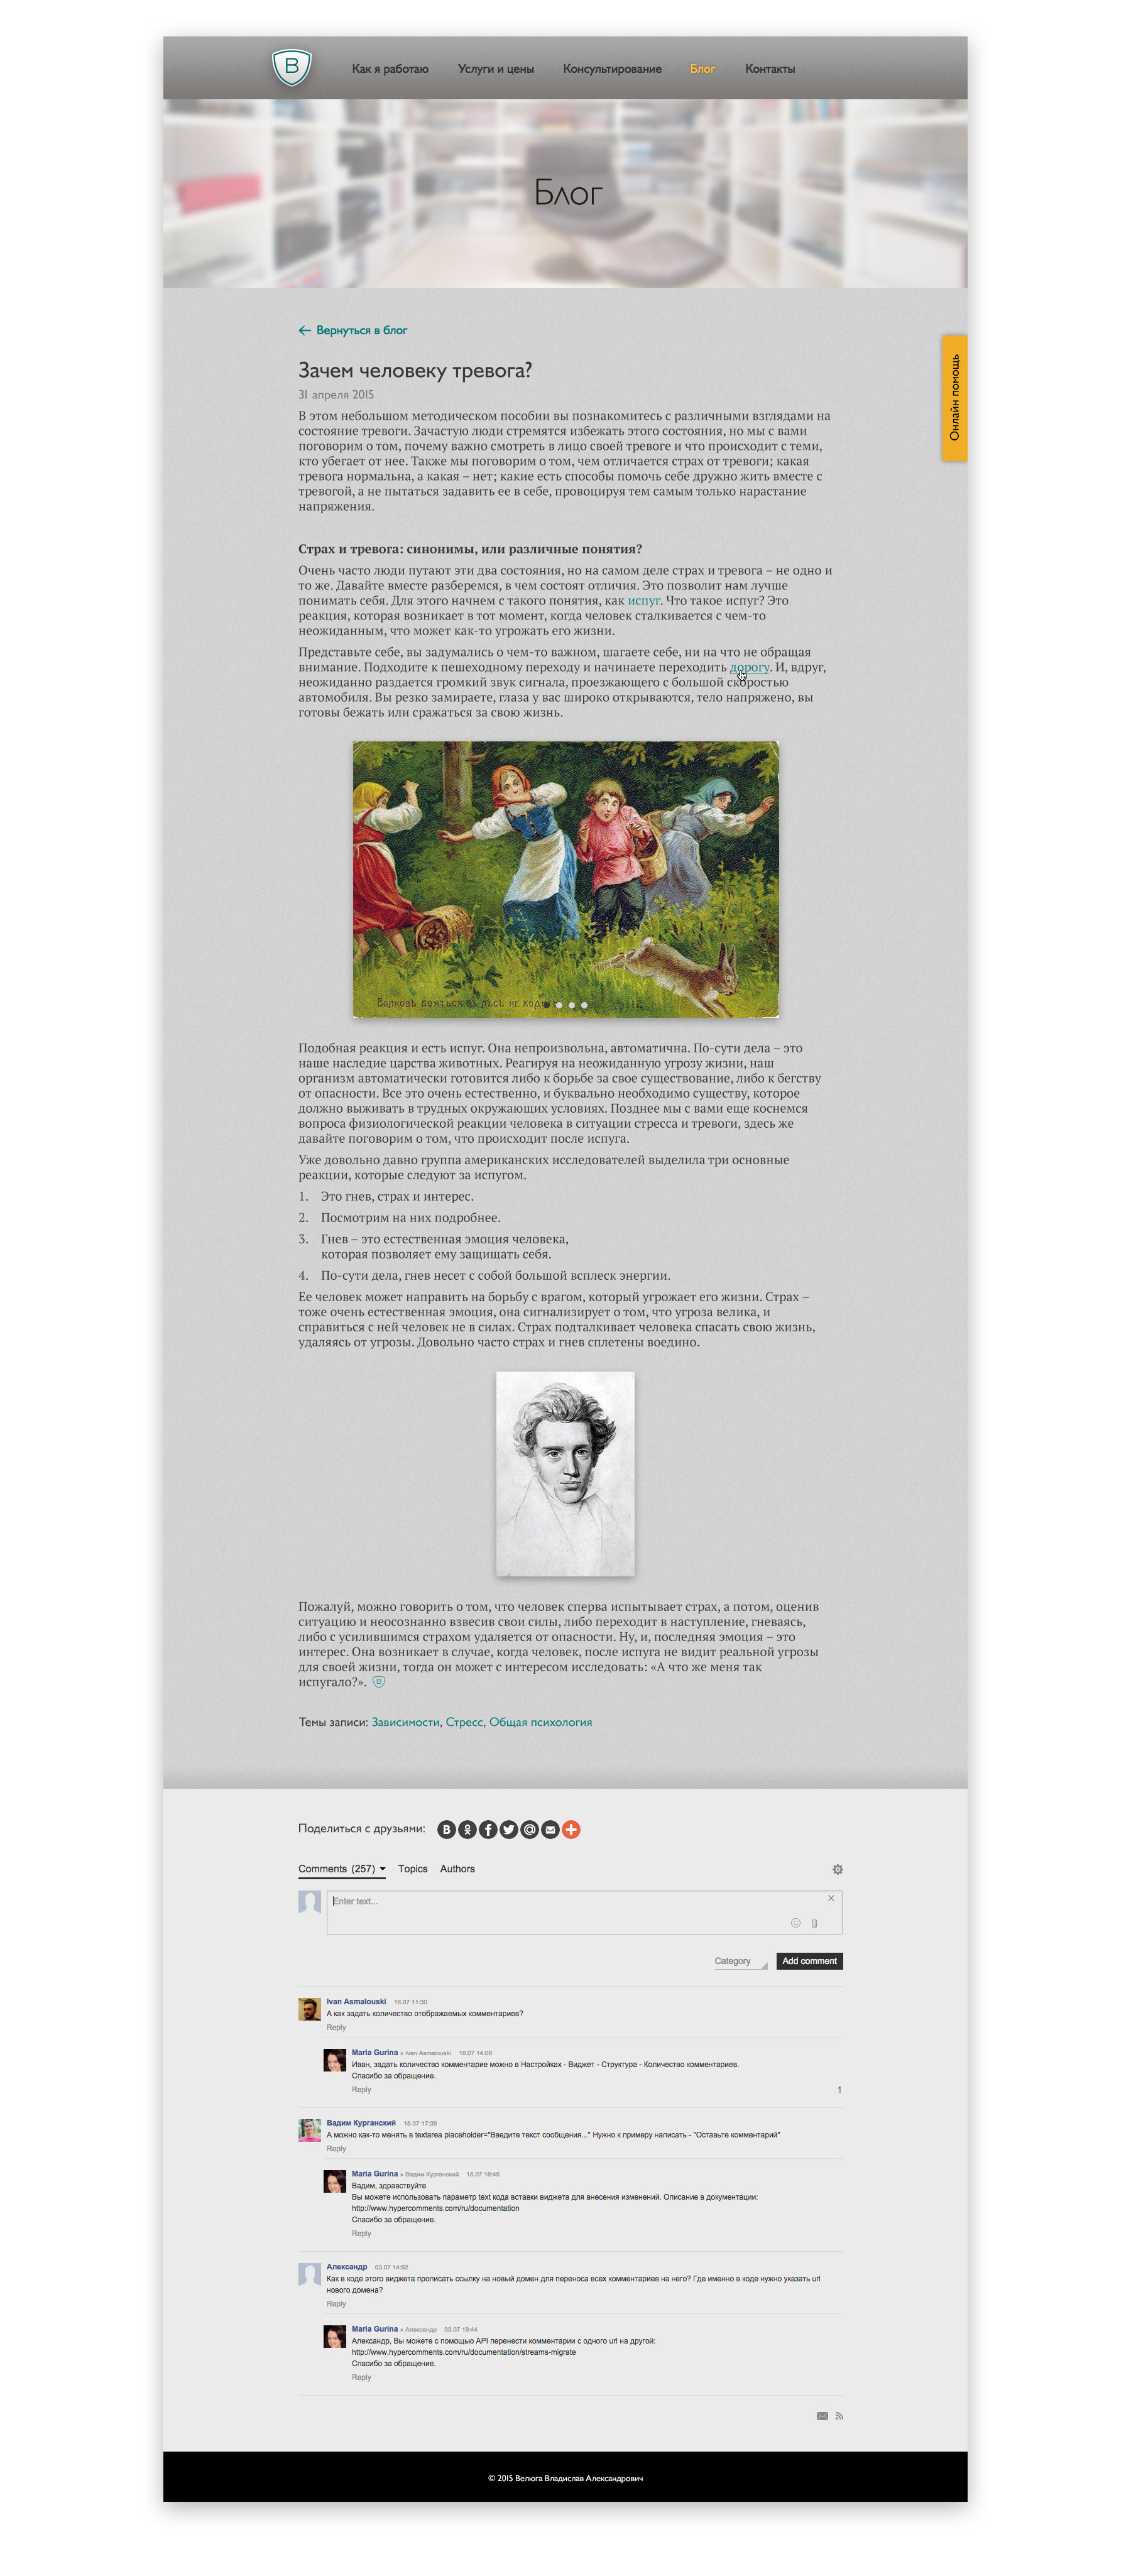 В
Как я работаю
Услуги и цены
Консультирование
Блог
Контакты
Блог
← Вернуться в блог
Онлайн помощь
Зачем человеку тревога?
31 апреля 2015
В этом небольшом методическом пособии вы познакомитесь с различными взглядами на
состояние тревоги. Зачастую люди стремятся избежать этого состояния, но мы с вами
поговорим о том, почему важно смотреть в лицо своей тревоге и что происходит с теми,
кто убегает от нее. Также мы поговорим о том, чем отличается страх от тревоги; какая
тревога нормальна, а какая – нет; какие есть способы помочь себе дружно жить вместе с
тревогой, а не пытаться задавить ее в себе, провоцируя тем самым только нарастание
напряжения.
Страх и тревога: синонимы, или различные понятия?
Очень часто люди путают эти два состояния, но на самом деле страх и тревога – не одно и
то же. Давайте вместе разберемся, в чем состоят отличия. Это позволит нам лучше
понимать себя. Для этого начнем с такого понятия, как испуг. Что такое испуг? Это
реакция, которая возникает в тот момент, когда человек сталкивается с чем-то
неожиданным, что может как-то угрожать его жизни.
Представьте себе, вы задумались о чем-то важном, шагаете себе, ни на что не обращая
внимание. Подходите к пешеходному переходу и начинаете переходить дорогу. И, вдруг,
неожиданно раздается громкий звук сигнала, проезжающего с большой скоростью
автомобиля. Вы резко замираете, глаза у вас широко открываются, тело напряжено, вы
готовы бежать или сражаться за свою жизнь.
Волковъ бояться въ лѣсъ не ход
Подобная реакция и есть испуг. Она непроизвольна, автоматична. По-сути дела – это
наше наследие царства животных. Реагируя на неожиданную угрозу жизни, наш
организм автоматически готовится либо к борьбе за свое существование, либо к бегству
от опасности. Все это очень естественно, и буквально необходимо существу, которое
должно выживать в трудных окружающих условиях. Позднее мы с вами еще коснемся
вопроса физиологической реакции человека в ситуации стресса и тревоги, здесь же
давайте поговорим о том, что происходит после испуга.
Уже довольно давно группа американских исследователей выделила три основные
реакции, которые следуют за испугом.
1. Это гнев, страх и интерес.
2. Посмотрим на них подробнее.
3. Гнев – это естественная эмоция человека,
которая позволяет ему защищать себя.
4. По-сути дела, гнев несет с собой большой всплеск энергии.
Ее человек может направить на борьбу с врагом, который угрожает его жизни. Страх –
тоже очень естественная эмоция, она сигнализирует о том, что угроза велика, и
справиться с ней человек не в силах. Страх подталкивает человека спасать свою жизнь,
удаляясь от угрозы. Довольно часто страх и гнев сплетены воедино.
Пожалуй, можно говорить о том, что человек сперва испытывает страх, а потом, оценив
ситуацию и неосознанно взвесив свои силы, либо переходит в наступление, гневаясь,
либо с усилившимся страхом удаляется от опасности. Ну, и, последняя эмоция – это
интерес. Она возникает в случае, когда человек, после испуга не видит реальной угрозы
для своей жизни, тогда он может с интересом исследовать: «А что же меня так
испугало?». В
Темы записи: Зависимости, Стресс, Общая психология
Поделиться с друзьями:
Comments (257) Topics Authors
Enter text...
Category
Add comment
Ivan Asmalouski 18.07 11:30
А как задать количество отображаемых комментариев?
Reply
Maria Gurina » Ivan Asmalouski 18.07 14:08
Иван, задать количество комментарие можно в Настройках - Виджет - Структура - Количество комментариев.
Спасибо за обращение.
Reply
1
Вадим Курганский 15.07 17:39
А можно как-то менять в textarea placeholder="Введите текст сообщения..." Нужно к примеру написать - "Оставьте комментарий"
Reply
Maria Gurina » Вадим Курганский 15.07 18:45
Вадим, здравствуйте
Вы можете использовать параметр text кода вставки виджета для внесения изменений. Описание в документации:
http://www.hypercomments.com/ru/documentation
Спасибо за обращение.
Reply
Александр 03.07 14:52
Как в коде этого виджета прописать ссылку на новый домен для переноса всех комментариев на него? Где именно в коде нужно указать url
нового домена?
Reply
Maria Gurina » Александр 03.07 19:44
Александр, Вы можете с помощью API перенести комментарии с одного url на другой:
http://www.hypercomments.com/ru/documentation/streams-migrate
Спасибо за обращение.
Reply
© 2015 Велюга Владислав Александрович